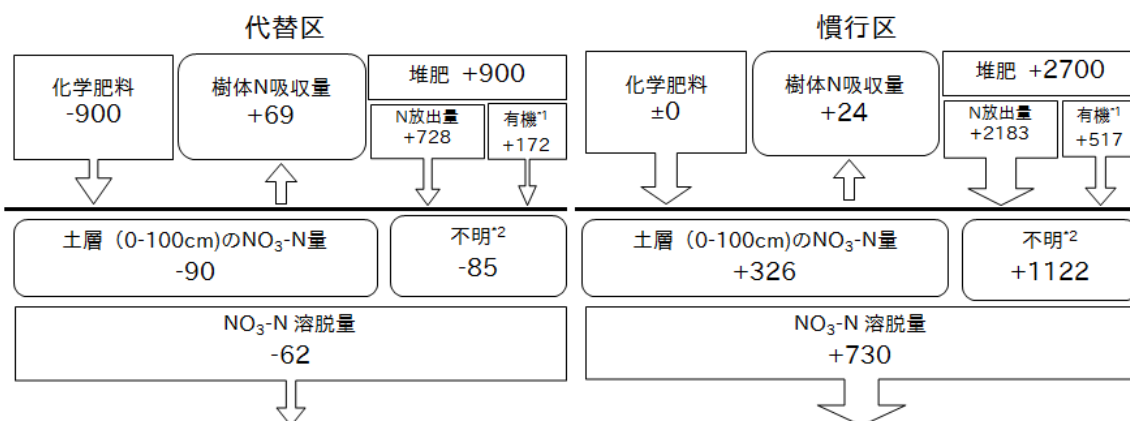 代替区
化学肥料
-900
樹体N吸収量
+69
堆肥 +900
N放出量
+728
有機*1
+172
土層（0-100cm)のNO₃-N量
-90
不明*2
-85
NO₃-N 溶脱量
-62
慣行区
化学肥料
±0
樹体N吸収量
+24
堆肥 +2700
N放出量
+2183
有機*1
+517
土層（0-100cm)のNO₃-N量
+326
不明*2
+1122
NO₃-N 溶脱量
+730